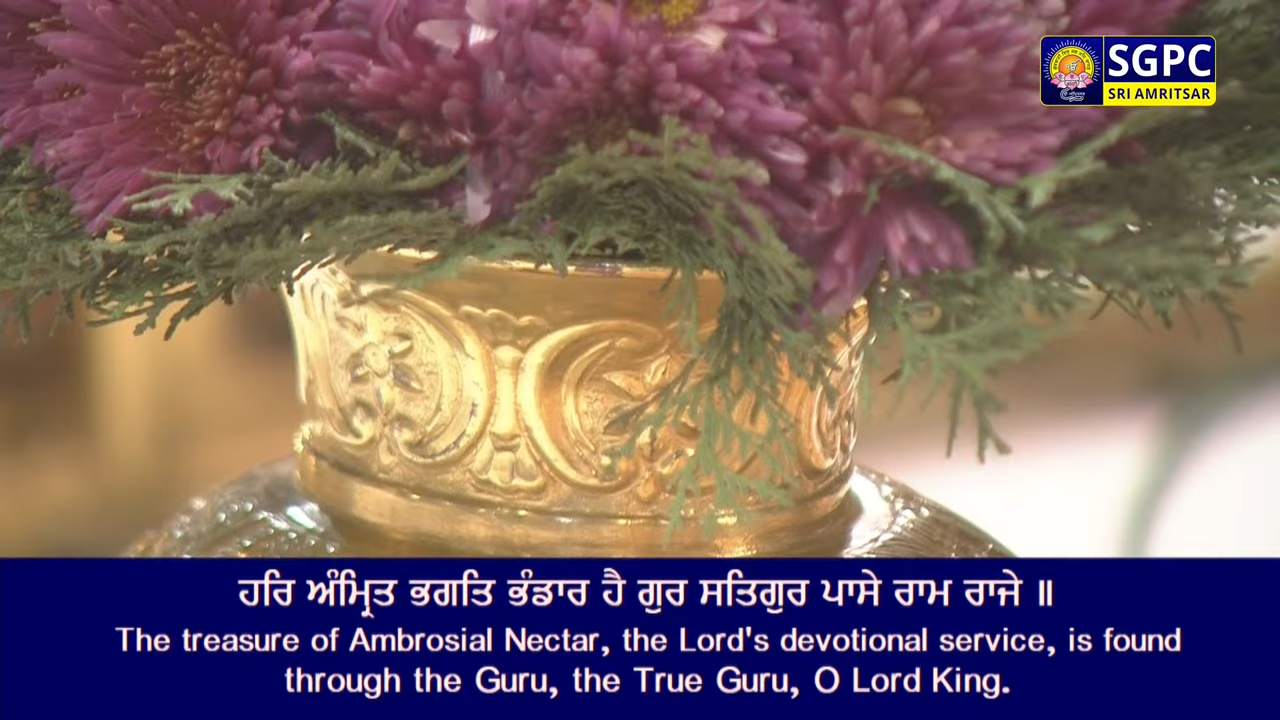 SGPC
SRI AMRITSAR
ਹਰਿ ਅੰਮ੍ਰਿਤ ਭਗਤਿ ਭੰਡਾਰ ਹੈ ਗੁਰ ਸਤਿਗੁਰ ਪਾਸੇ ਰਾਮ ਰਾਜੇ ॥
The treasure of Ambrosial Nectar, the Lord's devotional service, is found
through the Guru, the True Guru, O Lord King.